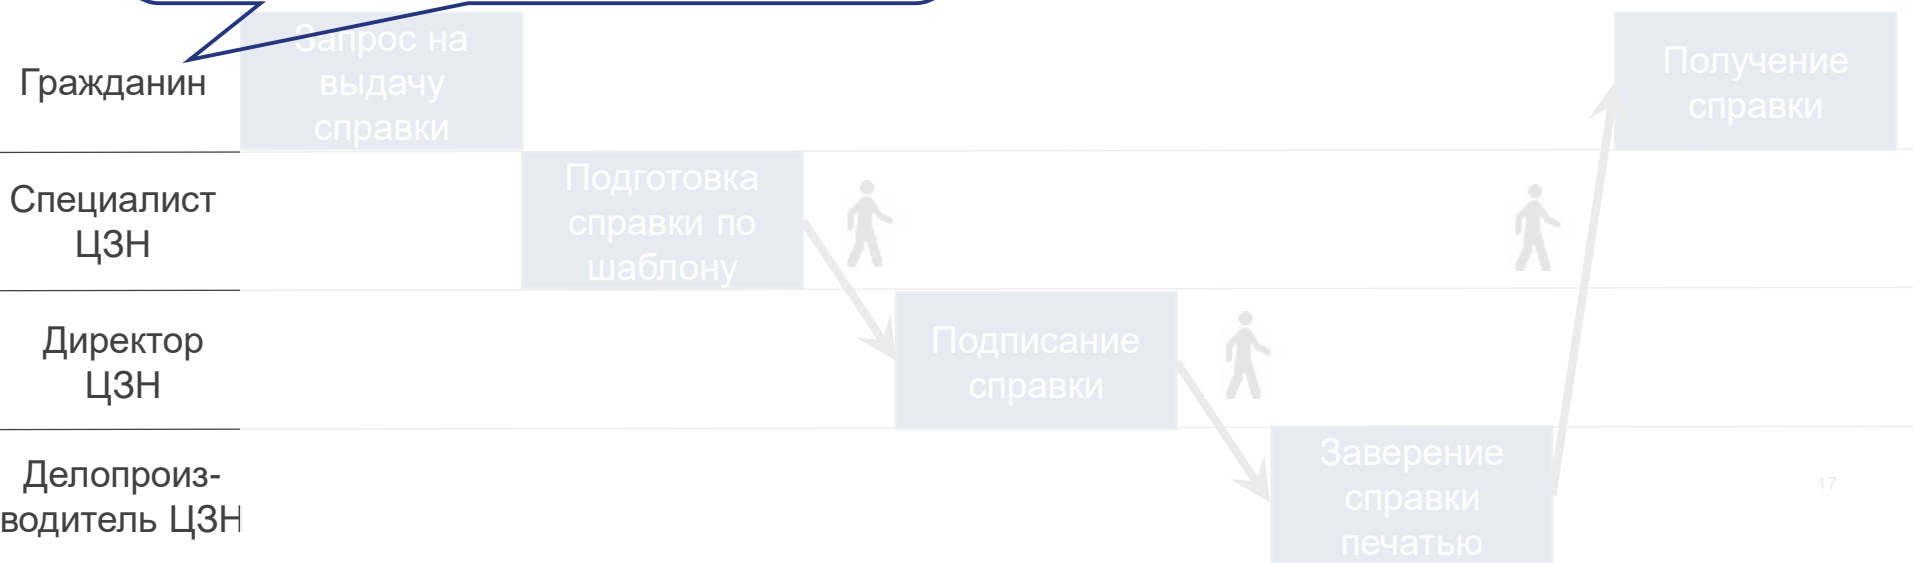 Гражданин
Запрос на
выдачу
справки
Получение
справки
Специалист
ЦЗН
Подготовка
справки по
шаблону
Директор
ЦЗН
Подписание
справки
Делопроиз-
водитель ЦЗН
Заверение
справки
печатью
17